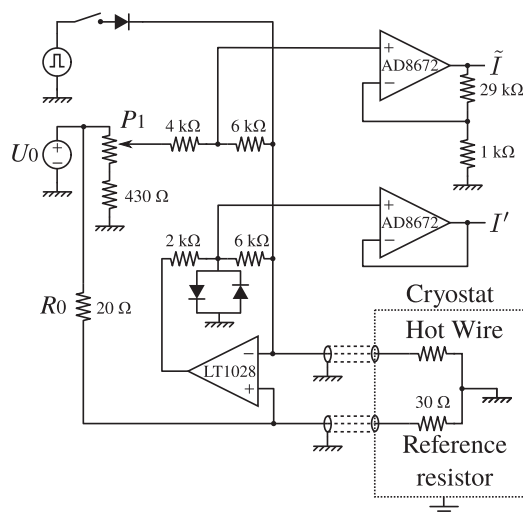 +
AD8672
−
Ĩ
29 kΩ
1 kΩ
P1
4 kΩ
6 kΩ
U0
+
−
430 Ω
2 kΩ
6 kΩ
+
AD8672
−
I'
R0
20 Ω
−
LT1028
+
Cryostat
Hot Wire
30 Ω
Reference
resistor